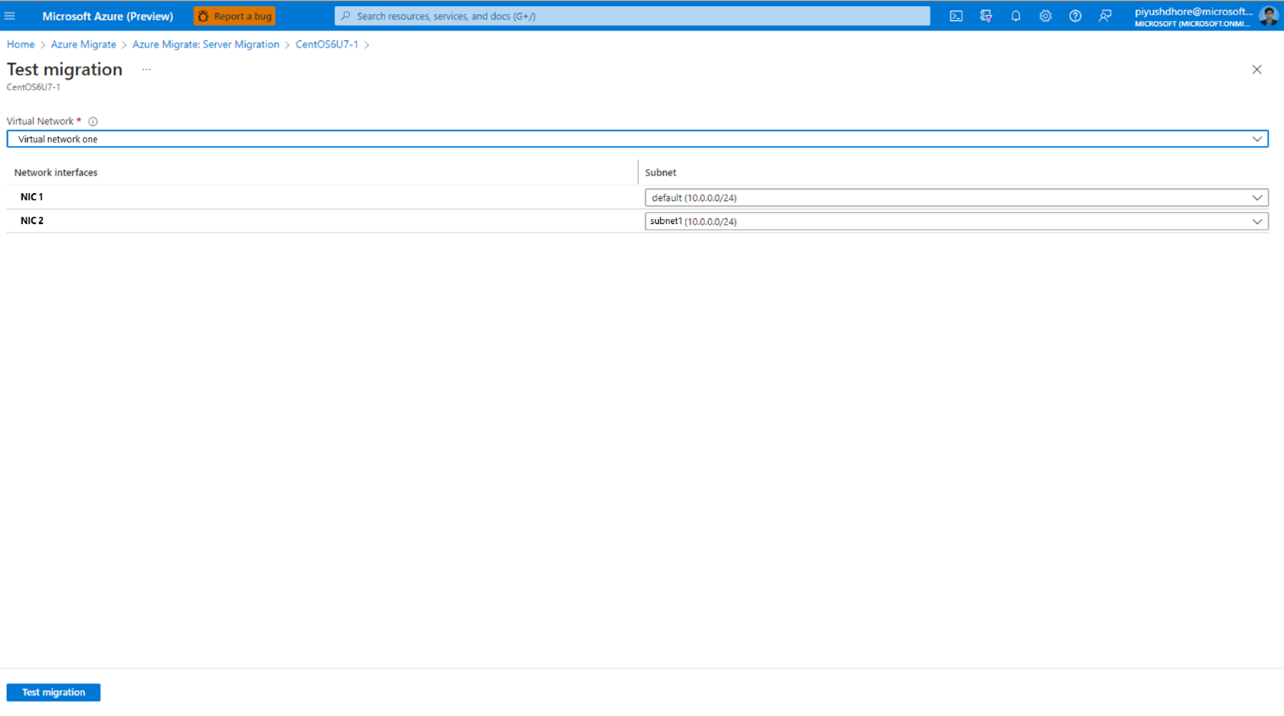 Microsoft Azure (Preview) Report a bug Search resources, services, and docs (G+/) piyushdhore@microsoft...
MICROSOFT (MICROSOFT.ONMI...
Home > Azure Migrate > Azure Migrate: Server Migration > CentOS6U7-1 >
Test migration ...
CentOS6U7-1
Virtual Network *
Virtual network one
Network interfaces Subnet
NIC 1 default (10.0.0.0/24)
NIC 2 subnet1 (10.0.0.0/24)
Test migration